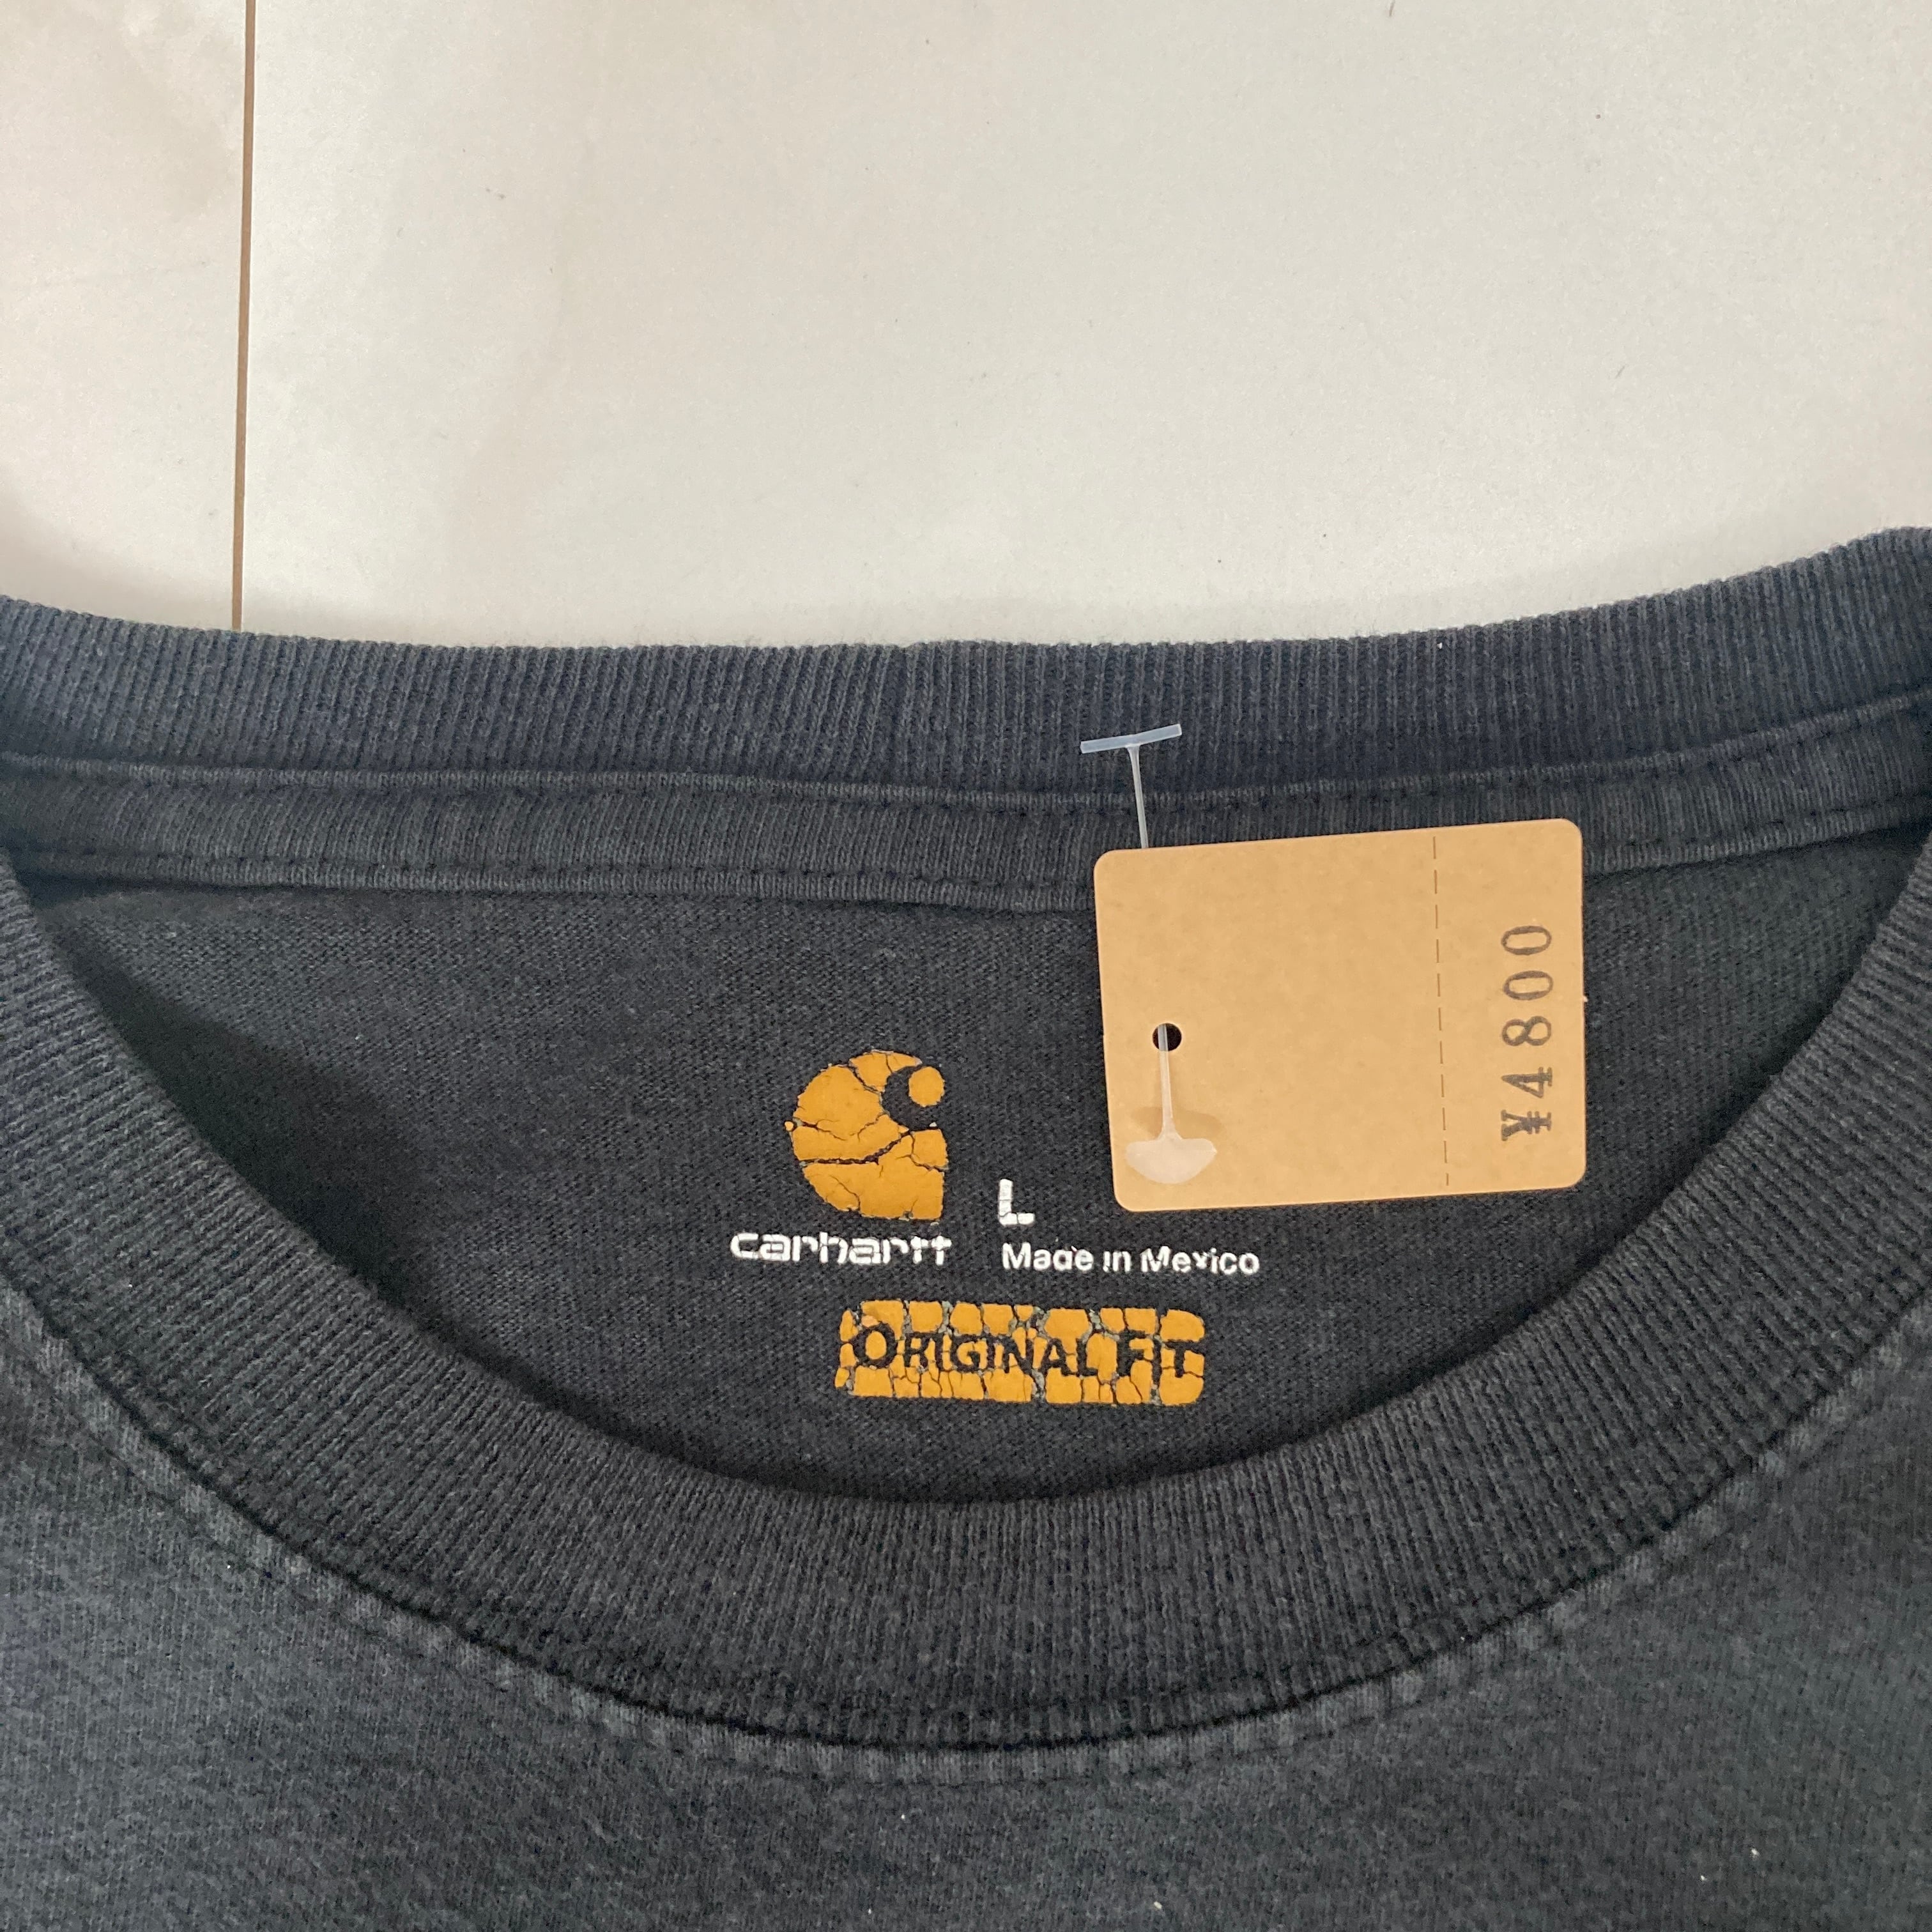 carhartt
L
Made in Mexico
ORIGINAL FIT
¥4800